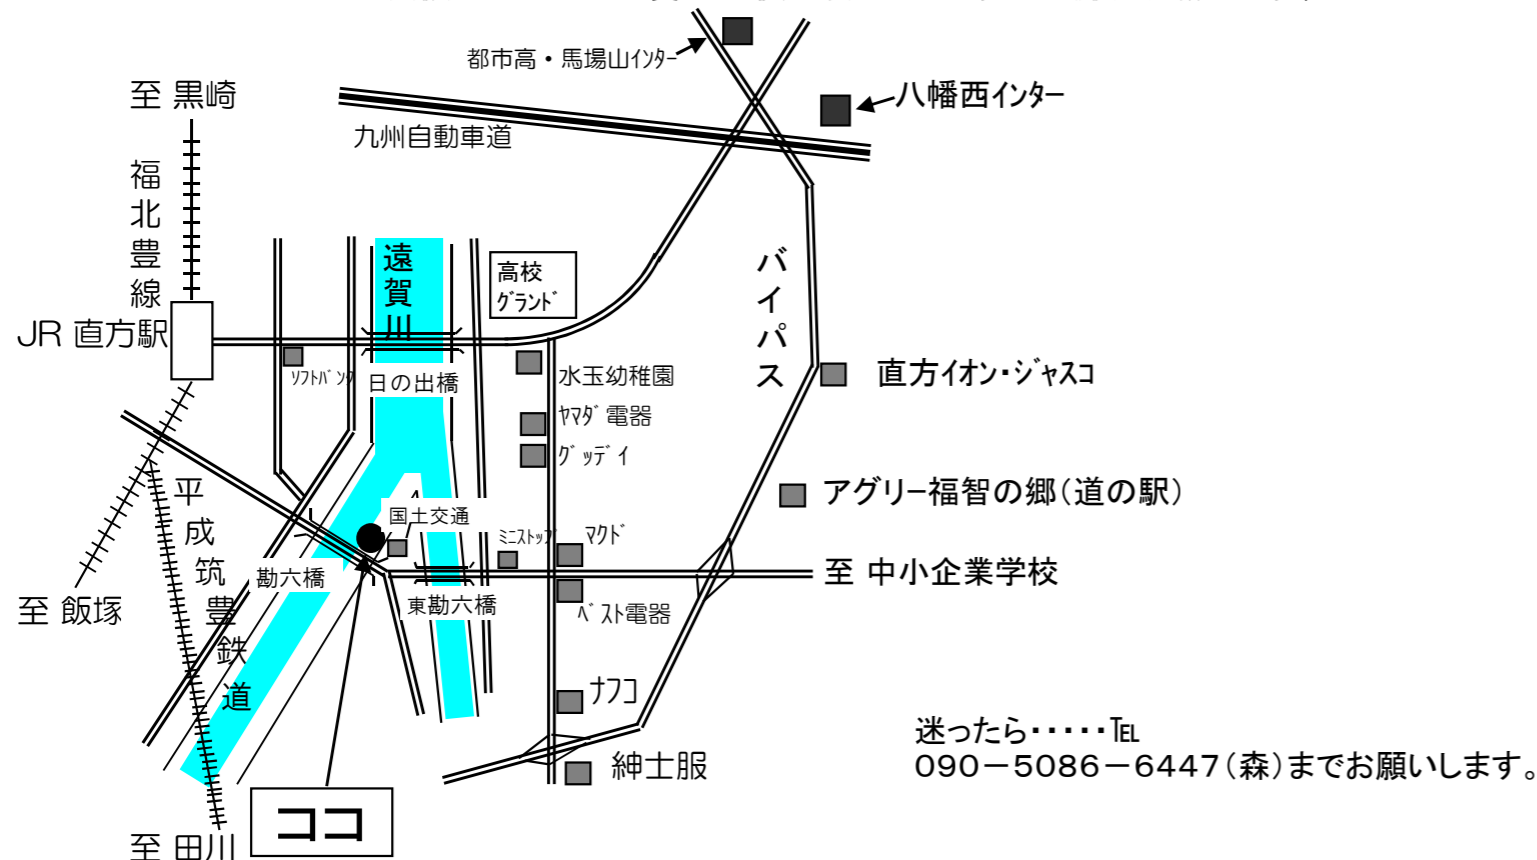 都市高・馬場山ｲﾝﾀｰ
至 黒崎
八幡西インター
九州自動車道
福北豊線
遠賀川
高校
ｸﾞﾗﾝﾄﾞ
バイパス
JR 直方駅
ｿﾌﾄﾊﾞﾝｸ
日の出橋
水玉幼稚園
直方イオン・ジャスコ
ﾔﾏﾀﾞ電器
ｸﾞｯﾃﾞｲ
平成筑豊鉄道
アグリー福智の郷（道の駅）
国土交通
ﾐﾆｽﾄｯﾌﾟ
ﾏｸﾄﾞ
勘六橋
至 中小企業学校
至 飯塚
東勘六橋
ﾍﾞｽﾄ電器
ナフコ
紳士服
迷ったら・・・・・℡
０９０－５０８６－６４４７（森）までお願いします。
ココ
至 田川